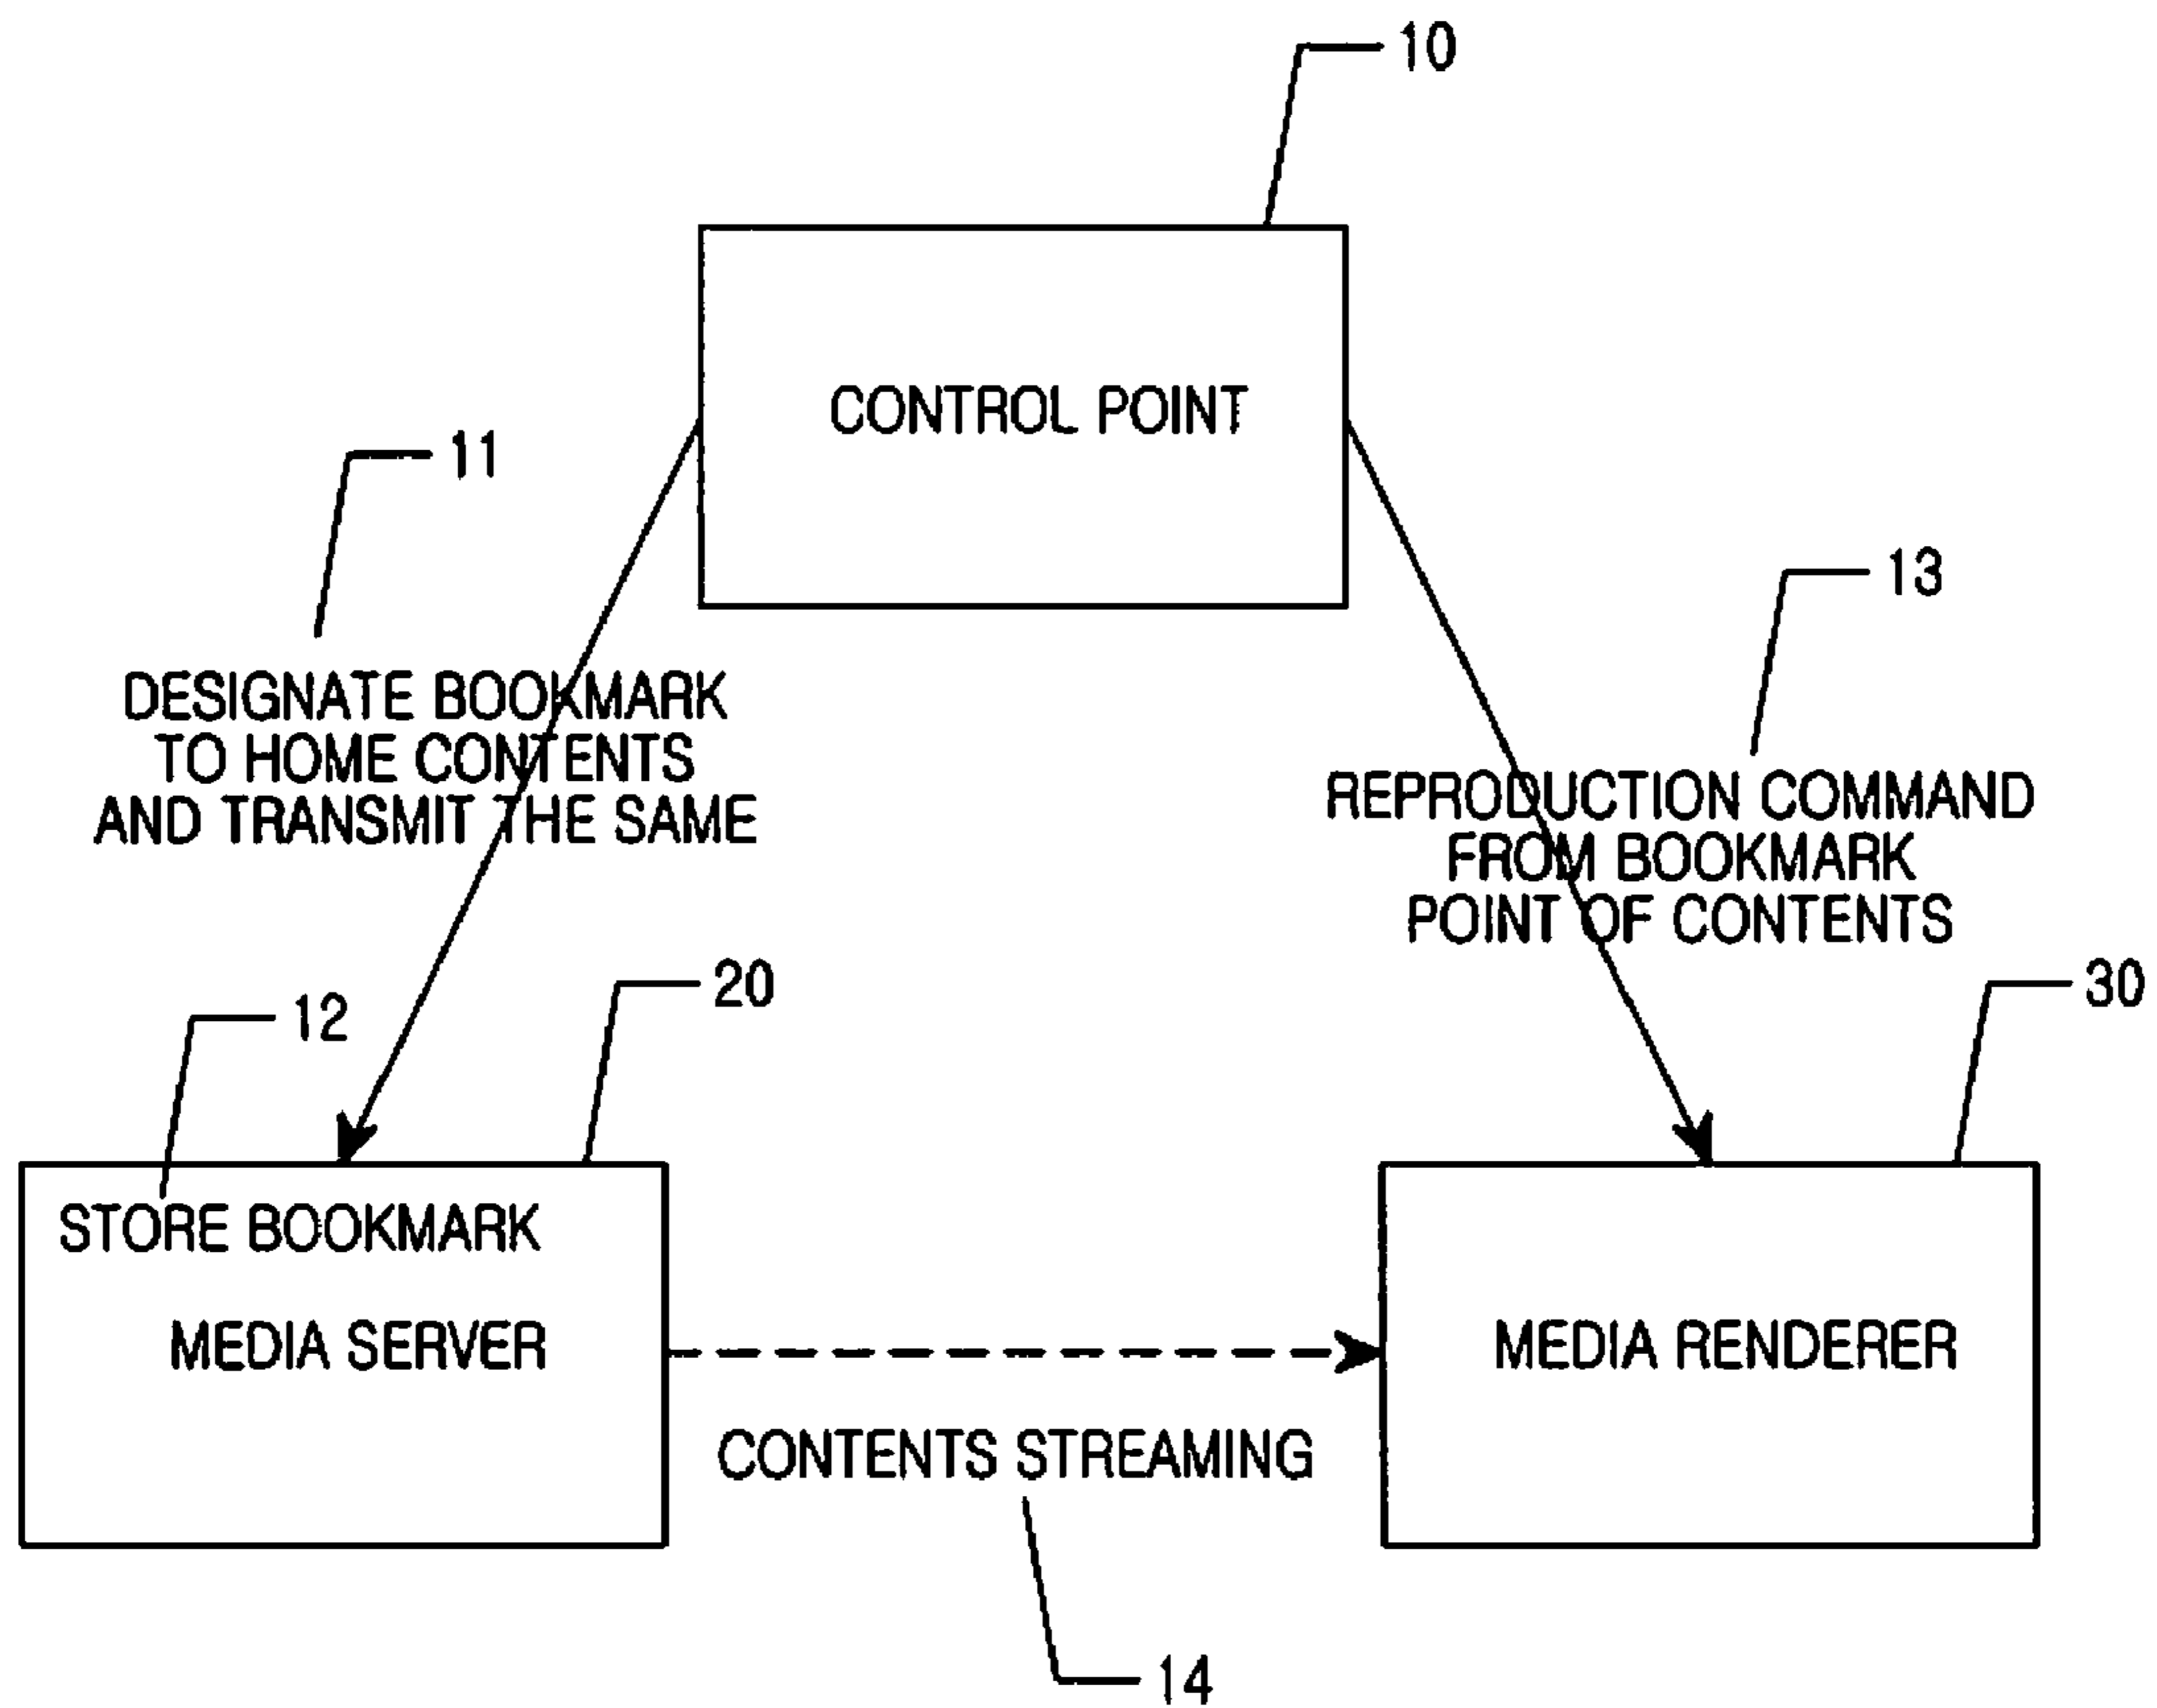 10
CONTROL POINT
11
DESIGNATE BOOKMARK
TO HOME CONTENTS
AND TRANSMIT THE SAME
13
REPRODUCTION COMMAND
FROM BOOKMARK
POINT OF CONTENTS
12
20
30
STORE BOOKMARK
MEDIA SERVER
MEDIA RENDERER
CONTENTS STREAMING
14